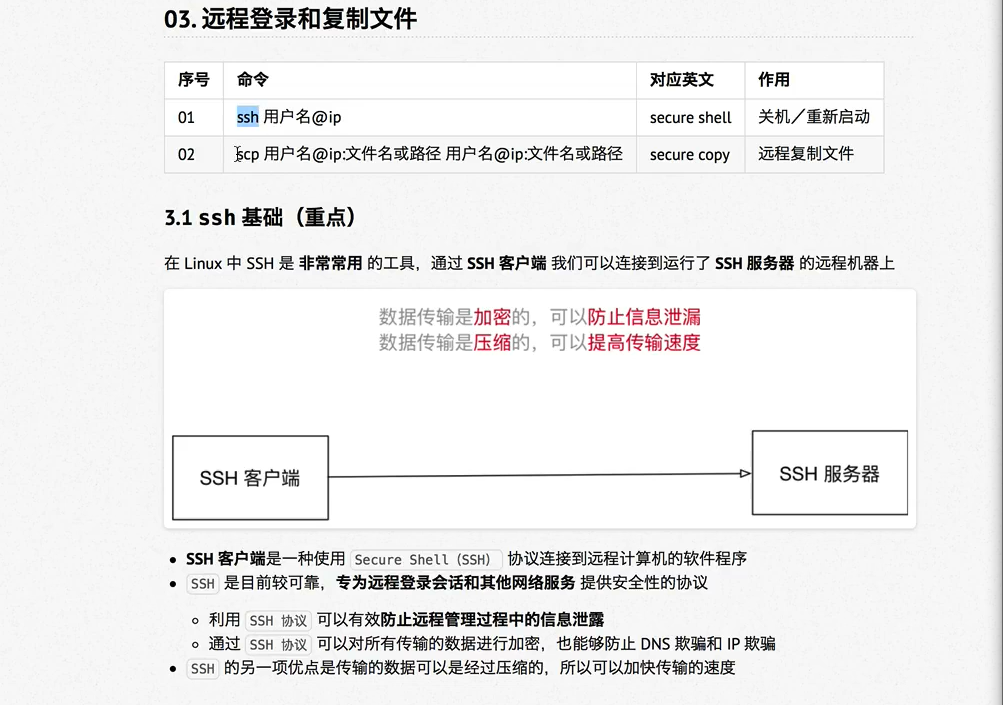 03. 远程登录和复制文件
序号 命令 对应英文 作用
01 ssh 用户名@ip secure shell 关机／重新启动
02 scp 用户名@ip:文件名或路径 用户名@ip:文件名或路径 secure copy 远程复制文件
3.1 ssh 基础（重点）
在 Linux 中 SSH 是 非常常用 的工具，通过 SSH 客户端 我们可以连接到运行了 SSH 服务器 的远程机器上
数据传输是加密的，可以防止信息泄漏
数据传输是压缩的，可以提高传输速度
SSH 客户端
SSH 服务器
SSH 客户端是一种使用 Secure Shell（SSH） 协议连接到远程计算机的软件程序
SSH 是目前较可靠，专为远程登录会话和其他网络服务 提供安全性的协议
利用 SSH 协议 可以有效防止远程管理过程中的信息泄露
通过 SSH 协议 可以对所有传输的数据进行加密，也能够防止 DNS 欺骗和 IP 欺骗
SSH 的另一项优点是传输的数据可以是经过压缩的，所以可以加快传输的速度